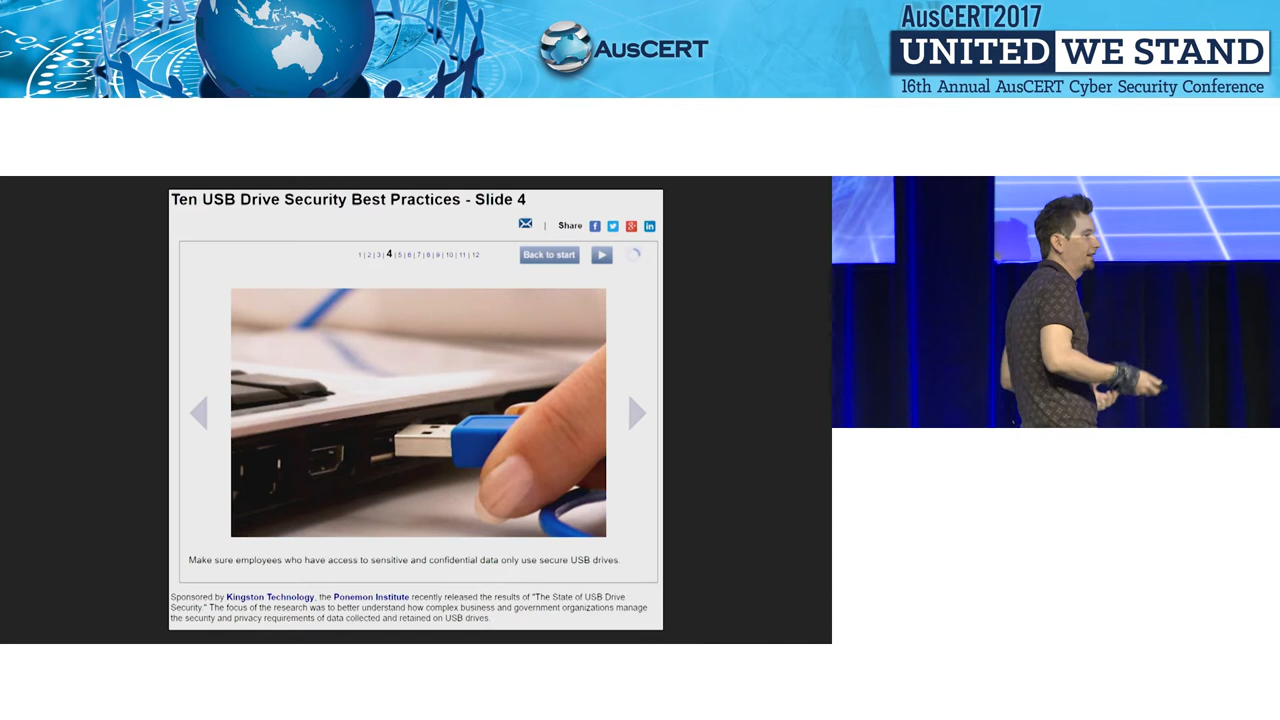 AusCERT
AusCERT2017
UNITED WE STAND
16th Annual AusCERT Cyber Security Conference
Ten USB Drive Security Best Practices - Slide 4
| Share
1 | 2 | 3 | 4 | 5 | 6 | 7 | 8 | 9 | 10 | 11 | 12
Back to start
Make sure employees who have access to sensitive and confidential data only use secure USB drives.
Sponsored by Kingston Technology, the Ponemon Institute recently released the results of "The State of USB Drive
Security." The focus of the research was to better understand how complex business and government organizations manage
the security and privacy requirements of data collected and retained on USB drives.